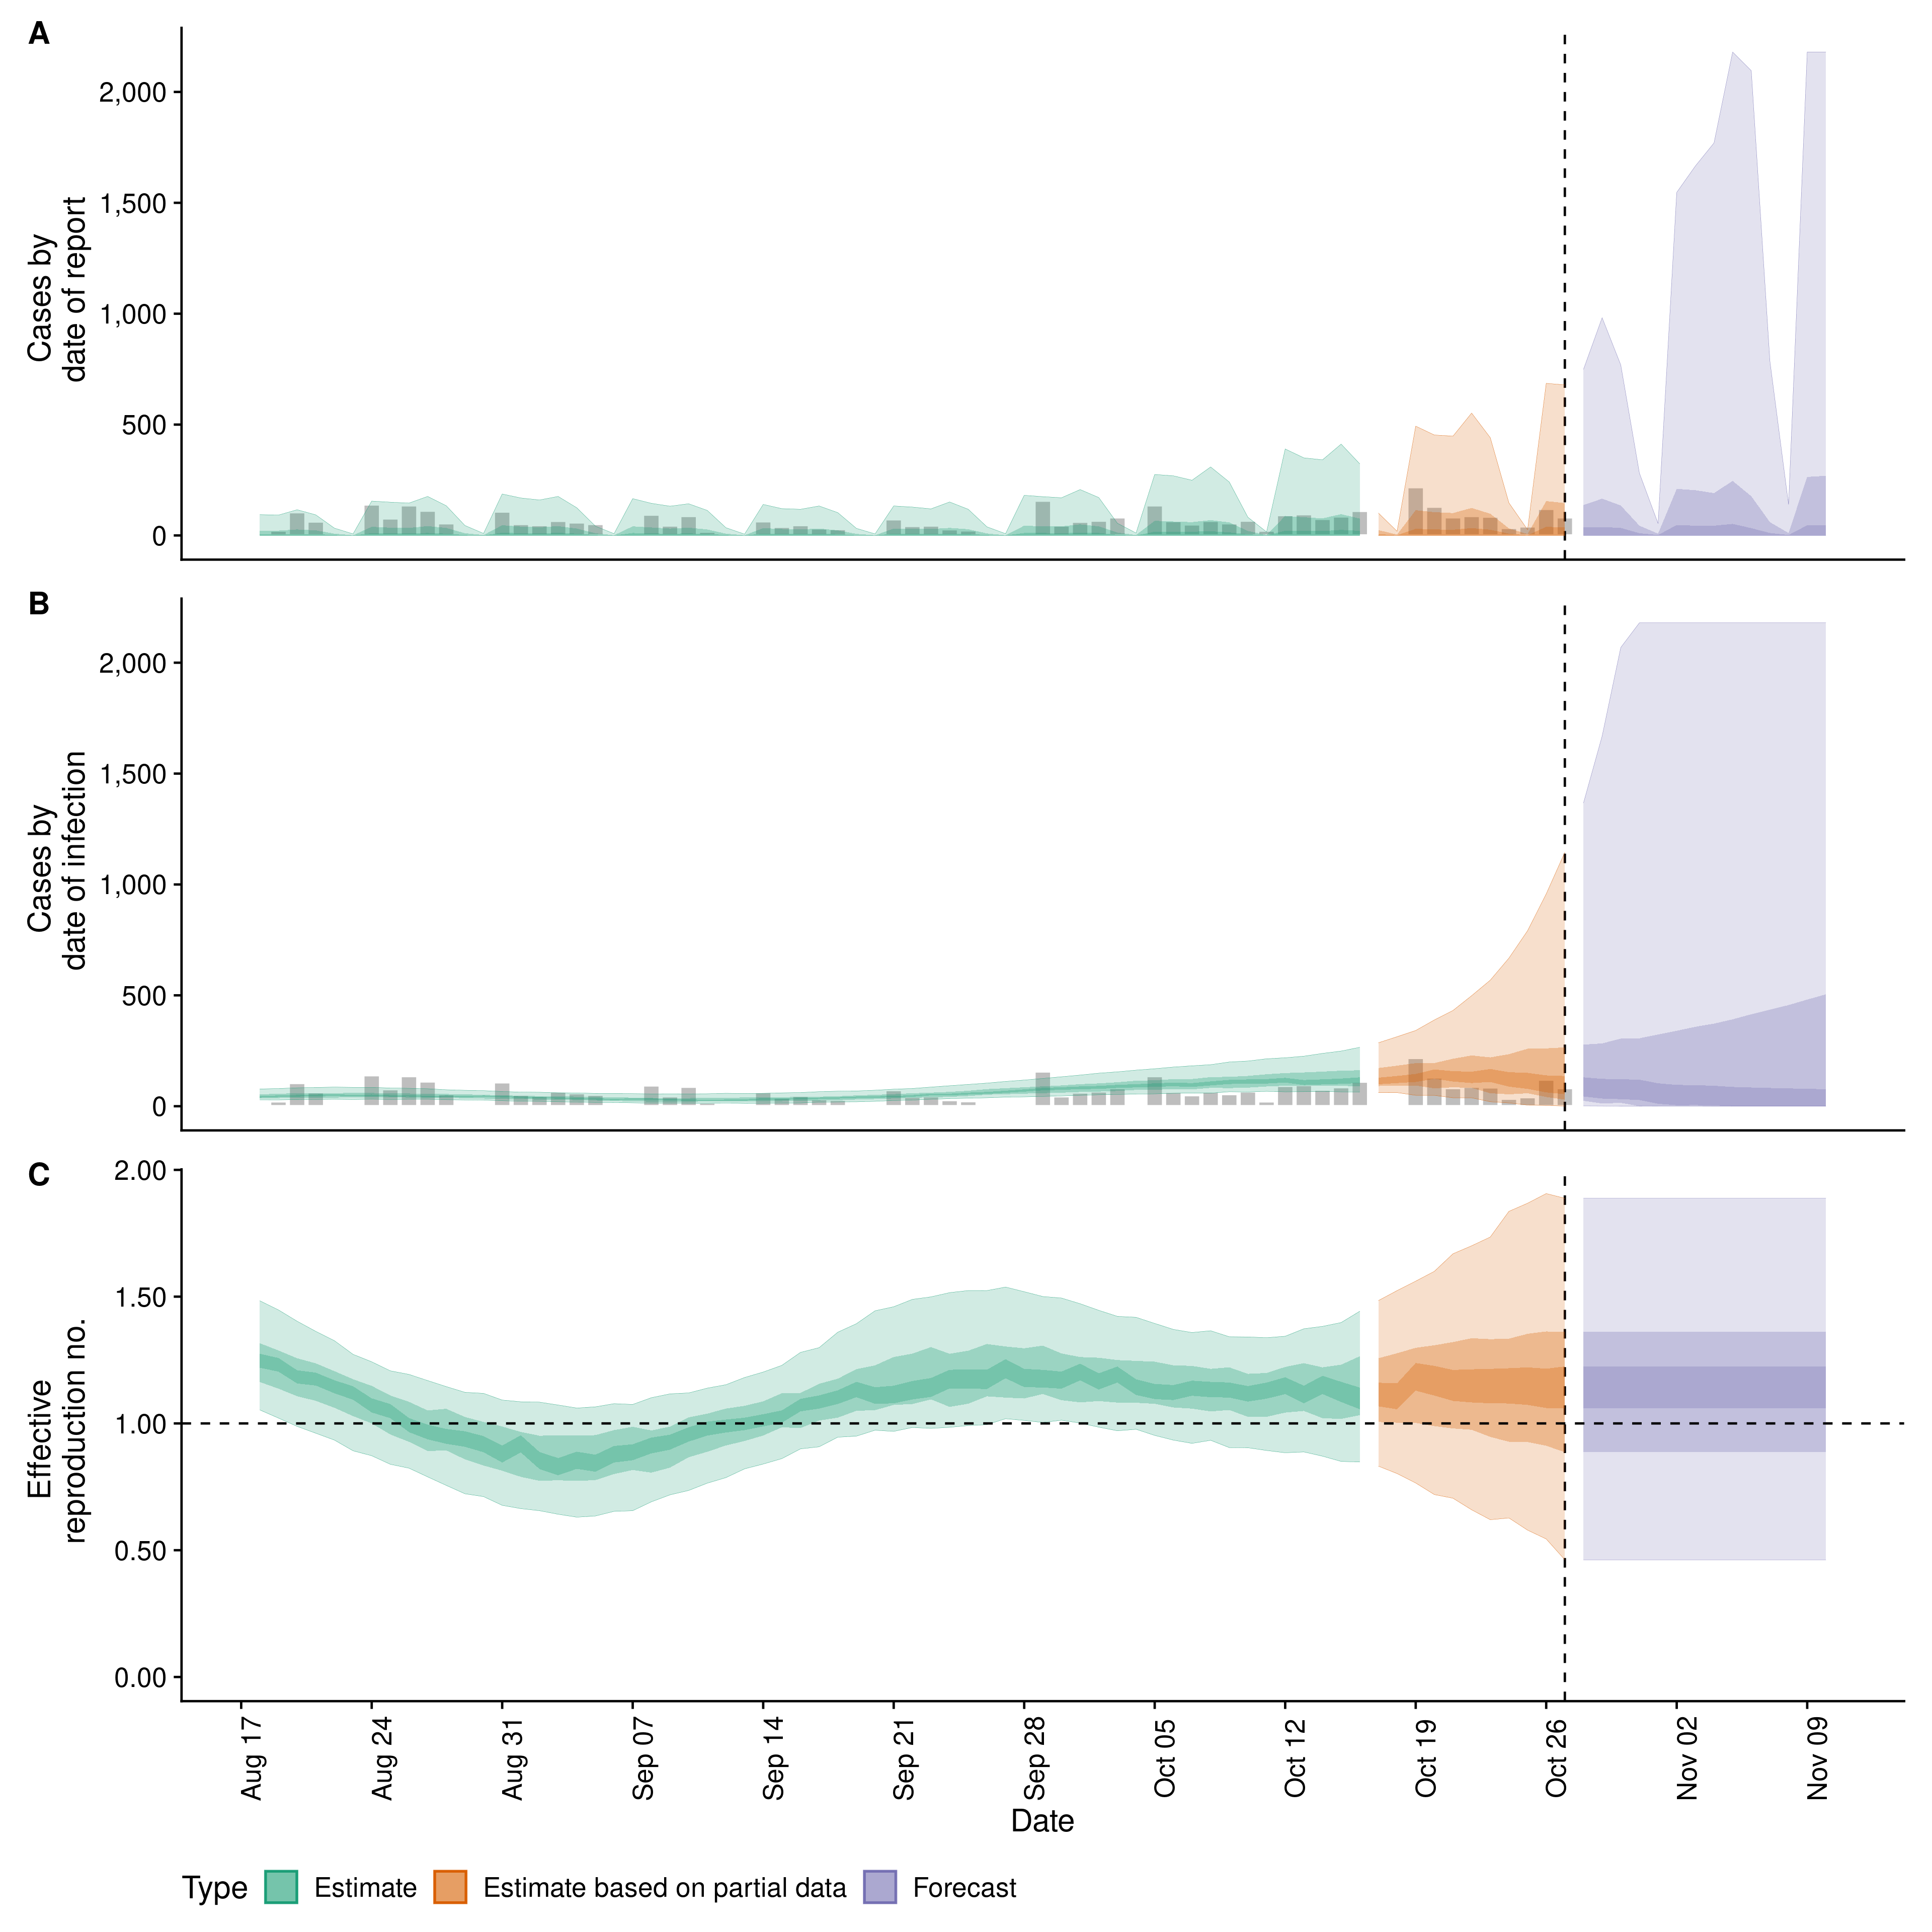 A
Cases by
date of report
2,000
1,500
1,000
500
0
B
Cases by
date of infection
2,000
1,500
1,000
500
0
C
Effective
reproduction no.
2.00
1.50
1.00
0.50
0.00
Aug 17
Aug 24
Aug 31
Sep 07
Sep 14
Sep 21
Sep 28
Oct 05
Oct 12
Oct 19
Oct 26
Nov 02
Nov 09
Date
Type Estimate Estimate based on partial data Forecast